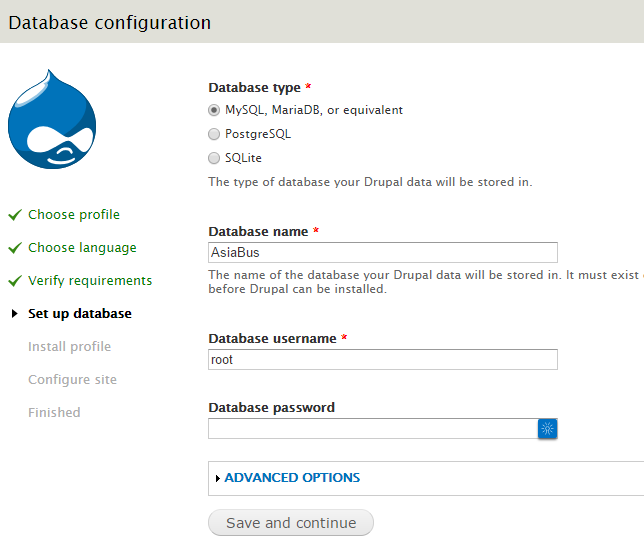 Database configuration
Database type *
MySQL, MariaDB, or equivalent
PostgreSQL
SQLite
The type of database your Drupal data will be stored in.
Choose profile
Choose language
Verify requirements
Set up database
Install profile
Configure site
Finished
Database name *
AsiaBus
The name of the database your Drupal data will be stored in. It must exist
before Drupal can be installed.
Database username *
root
Database password
ADVANCED OPTIONS
Save and continue